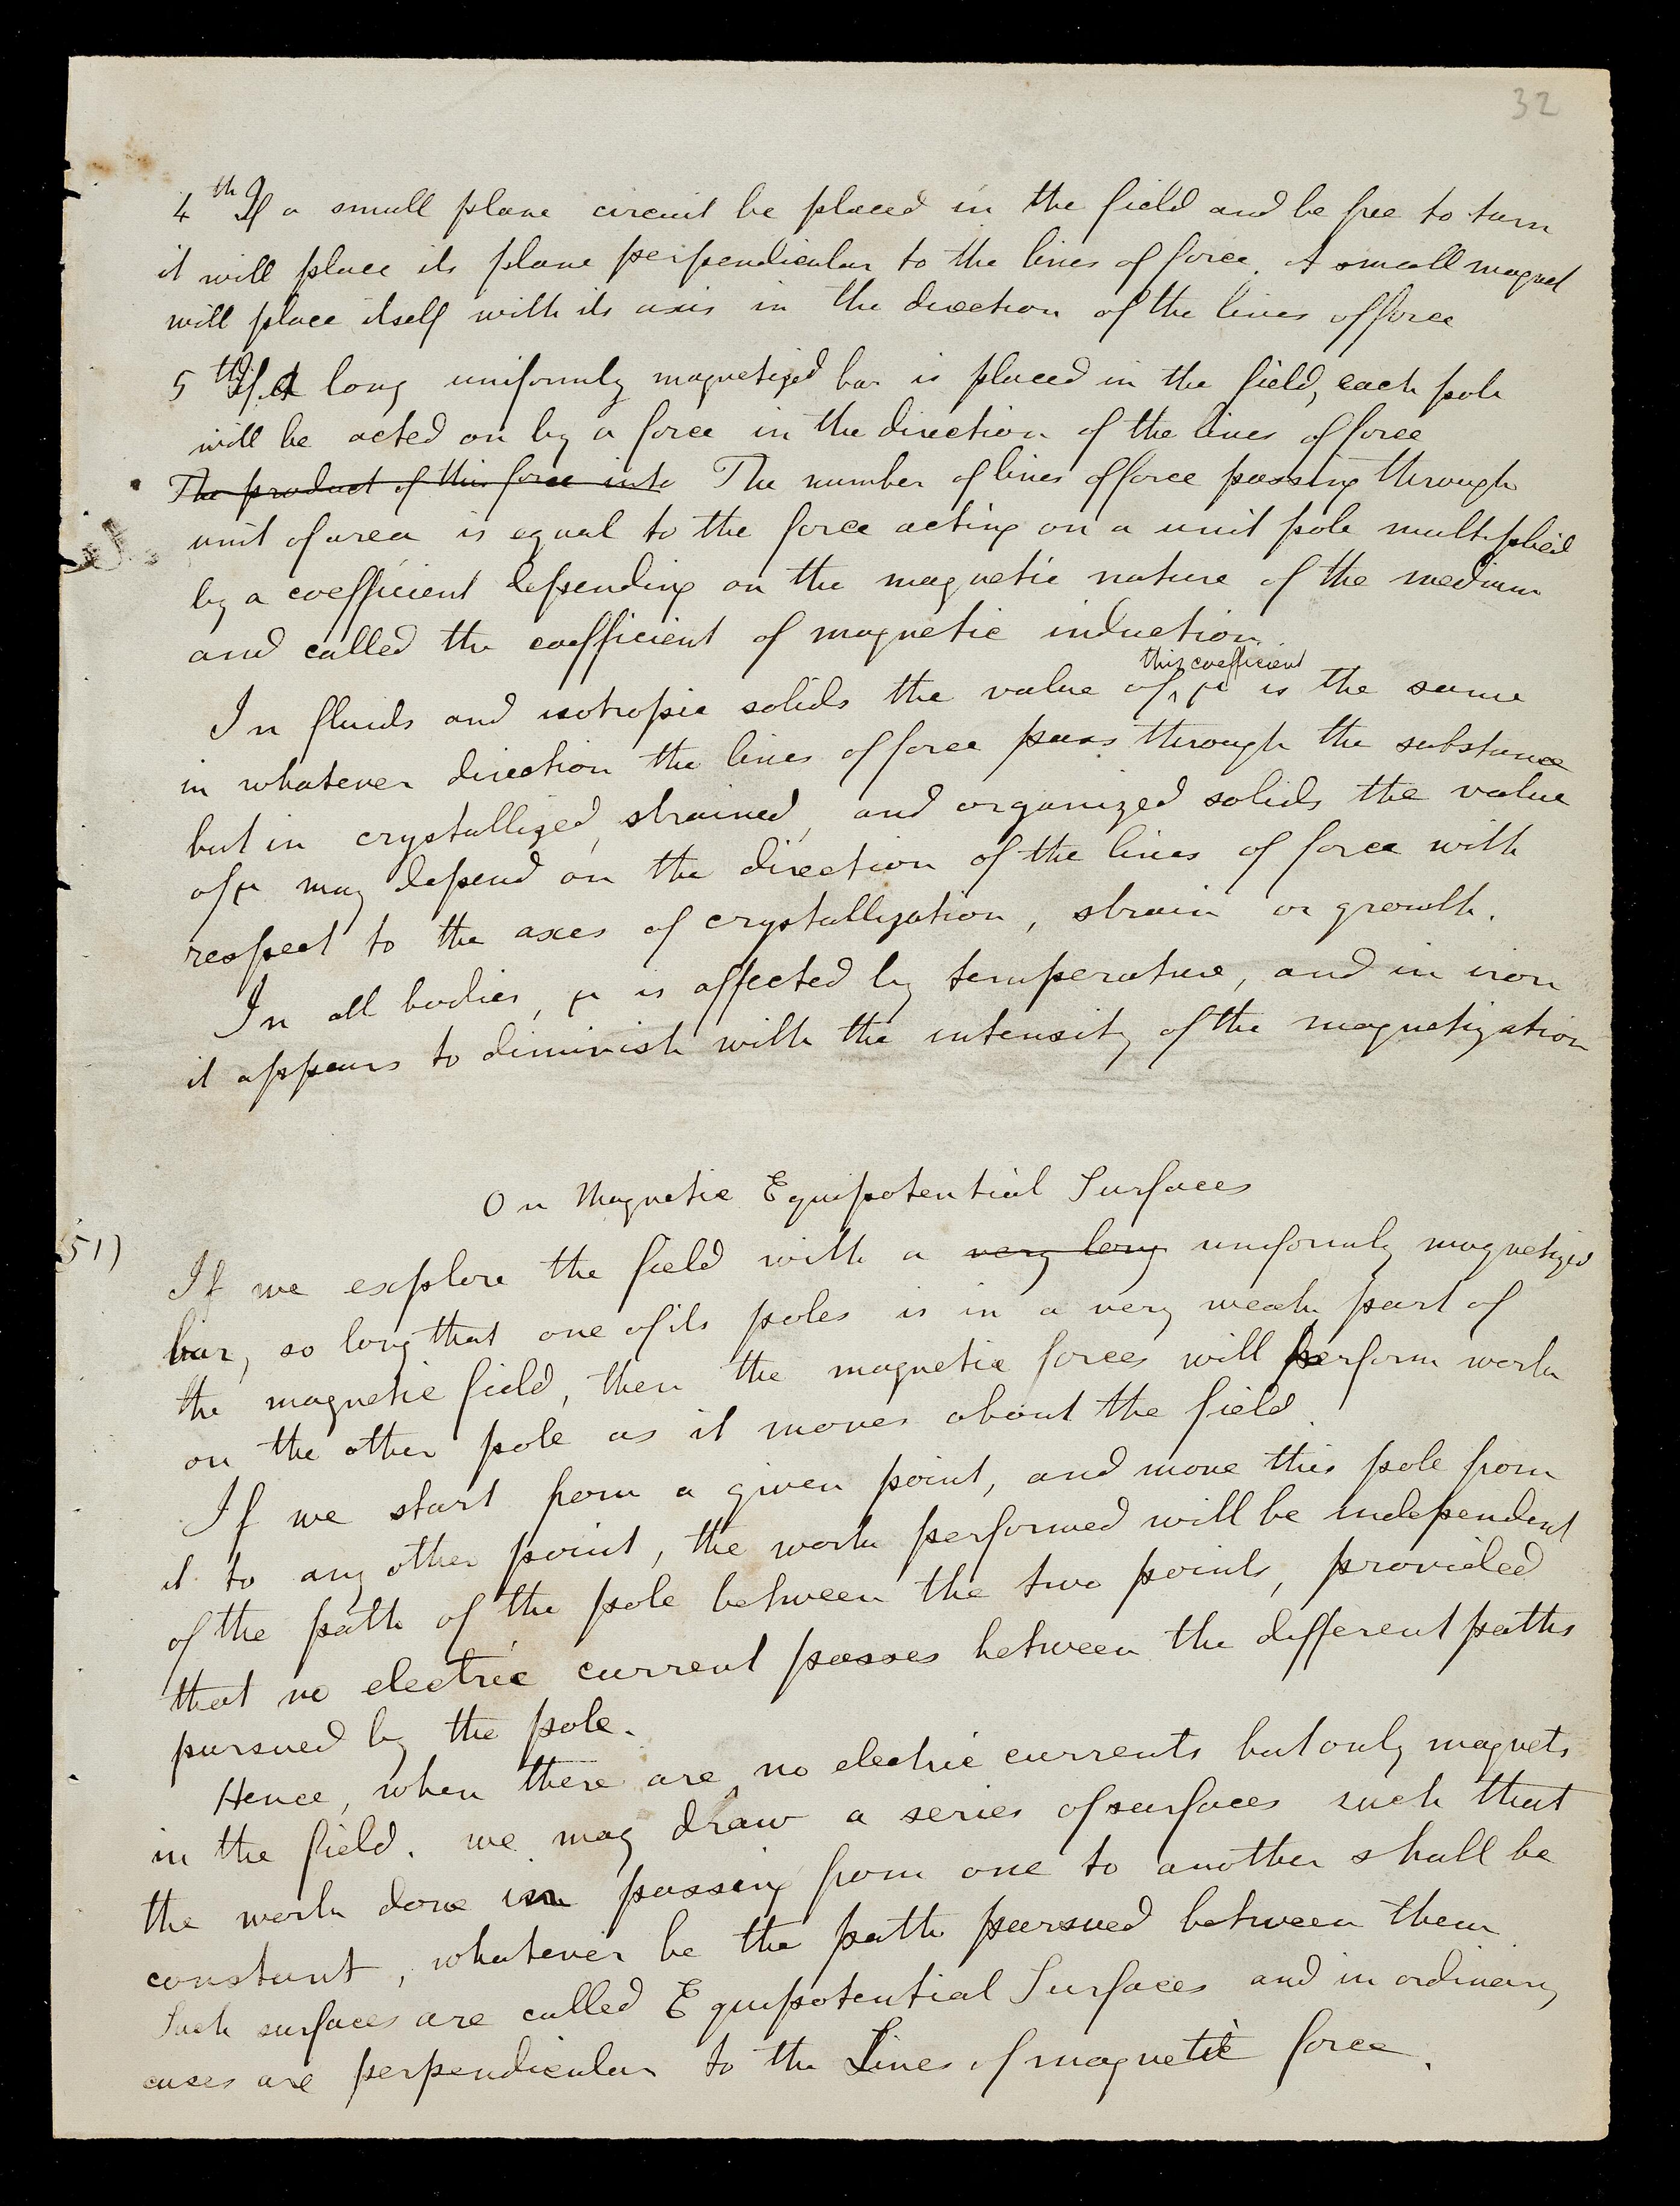 32
4th If a small plane circuit be placed in the field and be free to turn
it will place its plane perpendicular to the lines of force. A small magnet
will place itself with its axis in the direction of the lines of force
5th If a long uniformly magnetized bar is placed in the field, each pole
will be acted on by a force in the direction of the lines of force
The product of this force into The number of lines of force passing through
unit of area is equal to the force acting on a unit pole multiplied
by a coefficient depending on the magnetic nature of the medium
and called the coefficient of magnetic induction.
this coefficient
In fluids and isotropic solids the value of ‸ μ is the same
in whatever direction the lines of force pass through the substance
but in crystallized, strained, and organized solids the value
of μ may depend on the direction of the lines of force with
respect to the axes of crystallization, strain or growth.
In all bodies, μ is affected by temperature, and in iron
it appears to diminish with the intensity of the magnetization
On Magnetic Equipotential Surfaces
51)
If we explore the field with a very long uniformly magnetized
bar, so long that one of its poles is in a very weak part of
the magnetic field, then the magnetic forces will perform work
on the other pole as it moves about the field.
If we start from a given point, and move this pole from
it to any other point, the work performed will be independent
of the path of the pole between the two points, provided
that no electric current passes between the different paths
pursued by the pole.
Hence, when there are no electric currents but only magnets
in the field, we may draw a series of surfaces such that
the work done in passing from one to another shall be
constant, whatever be the path pursued between them.
Such surfaces are called Equipotential Surfaces and in ordinary
cases are perpendicular to the Lines of magnetic force.